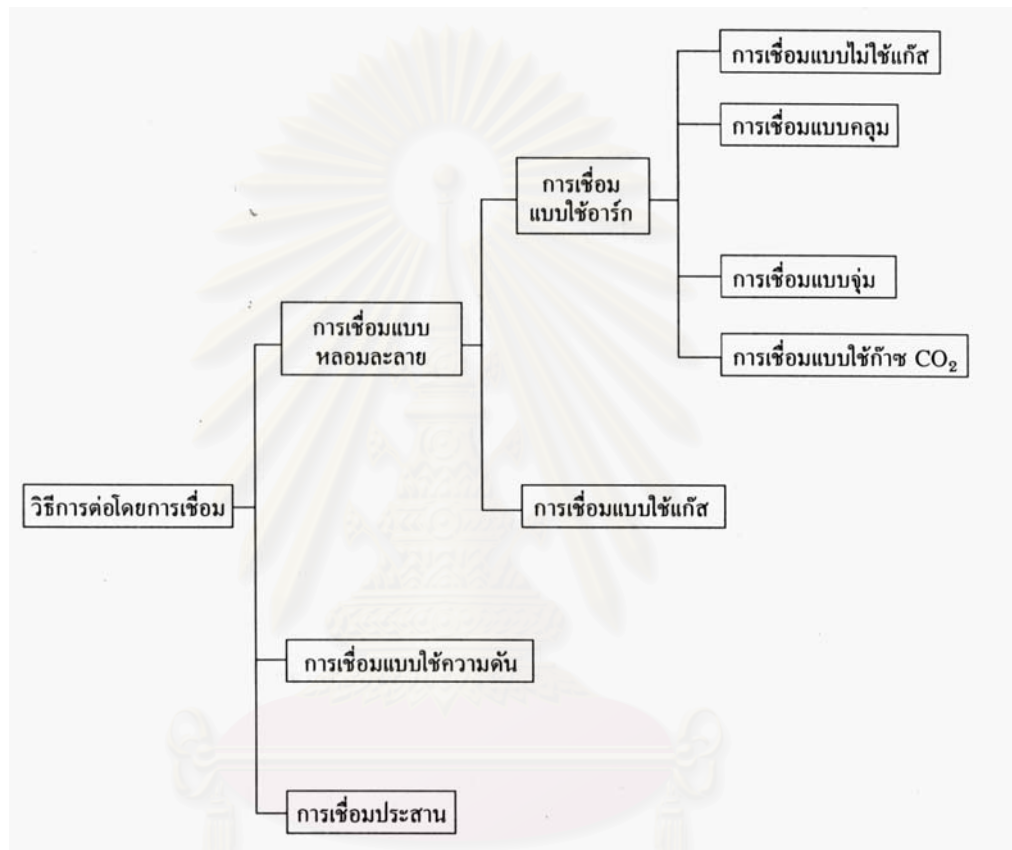 การเชื่อมแบบไม่ใช้แก๊ส
การเชื่อมแบบคลุม
การเชื่อม
แบบใช้อาร์ก
การเชื่อมแบบจุ่ม
การเชื่อมแบบ
หลอมละลาย
การเชื่อมแบบใช้ก๊าซ CO₂
วิธีการต่อโดยการเชื่อม
การเชื่อมแบบใช้แก๊ส
การเชื่อมแบบใช้ความดัน
การเชื่อมประสาน